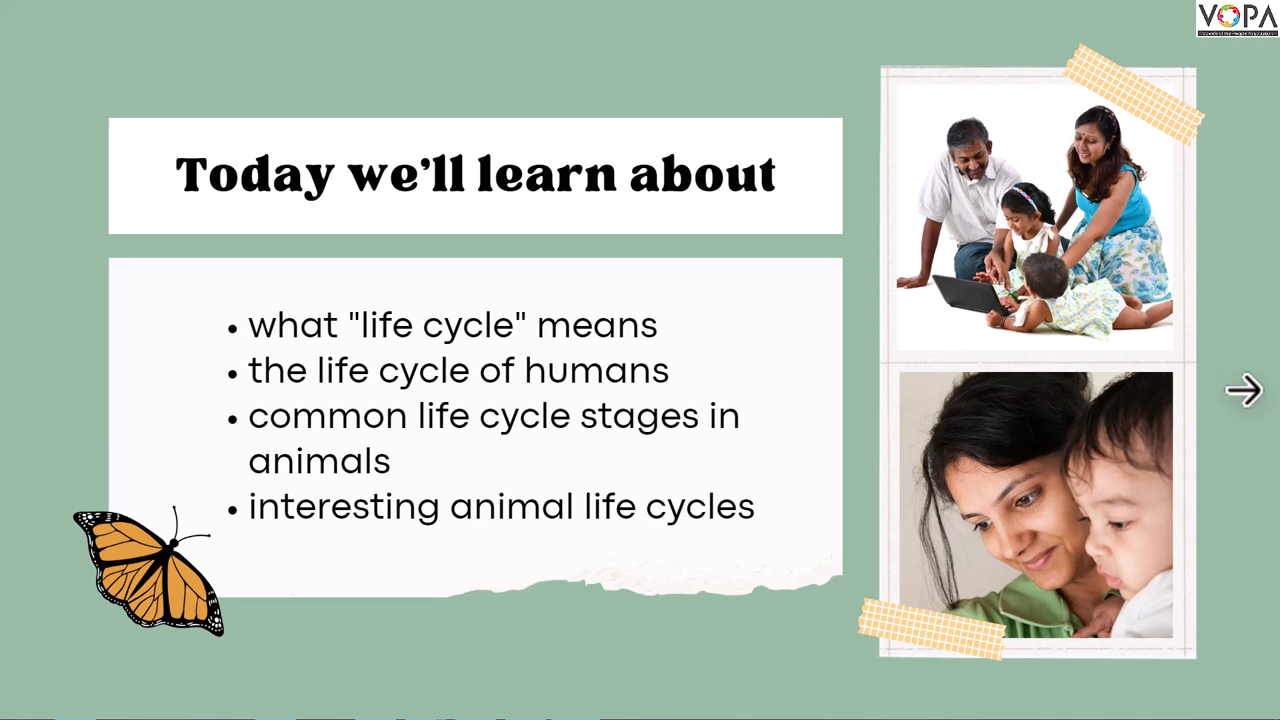 VOPA
Today we'll learn about
• what "life cycle" means
• the life cycle of humans
• common life cycle stages in
animals
• interesting animal life cycles